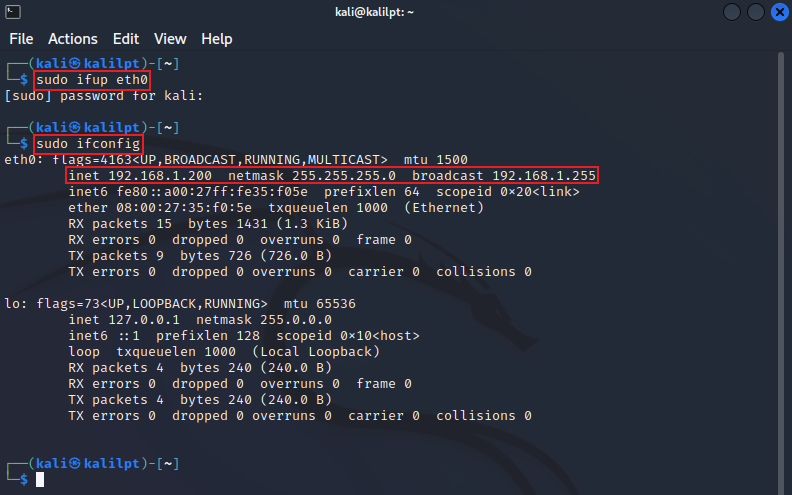 kali@kalilpt: ~
File Actions Edit View Help
┌──(kali㉿kalilpt)-[~]
└─$ sudo ifup eth0
[sudo] password for kali:
┌──(kali㉿kalilpt)-[~]
└─$ sudo ifconfig
eth0: flags=4163<UP,BROADCAST,RUNNING,MULTICAST>  mtu 1500
        inet 192.168.1.200  netmask 255.255.255.0  broadcast 192.168.1.255
        inet6 fe80::a00:27ff:fe35:f05e  prefixlen 64  scopeid 0×20<link>
        ether 08:00:27:35:f0:5e  txqueuelen 1000  (Ethernet)
        RX packets 15  bytes 1431 (1.3 KiB)
        RX errors 0  dropped 0  overruns 0  frame 0
        TX packets 9  bytes 726 (726.0 B)
        TX errors 0  dropped 0 overruns 0  carrier 0  collisions 0
lo: flags=73<UP,LOOPBACK,RUNNING>  mtu 65536
        inet 127.0.0.1  netmask 255.0.0.0
        inet6 ::1  prefixlen 128  scopeid 0×10<host>
        loop  txqueuelen 1000  (Local Loopback)
        RX packets 4  bytes 240 (240.0 B)
        RX errors 0  dropped 0  overruns 0  frame 0
        TX packets 4  bytes 240 (240.0 B)
        TX errors 0  dropped 0 overruns 0  carrier 0  collisions 0
┌──(kali㉿kalilpt)-[~]
└─$